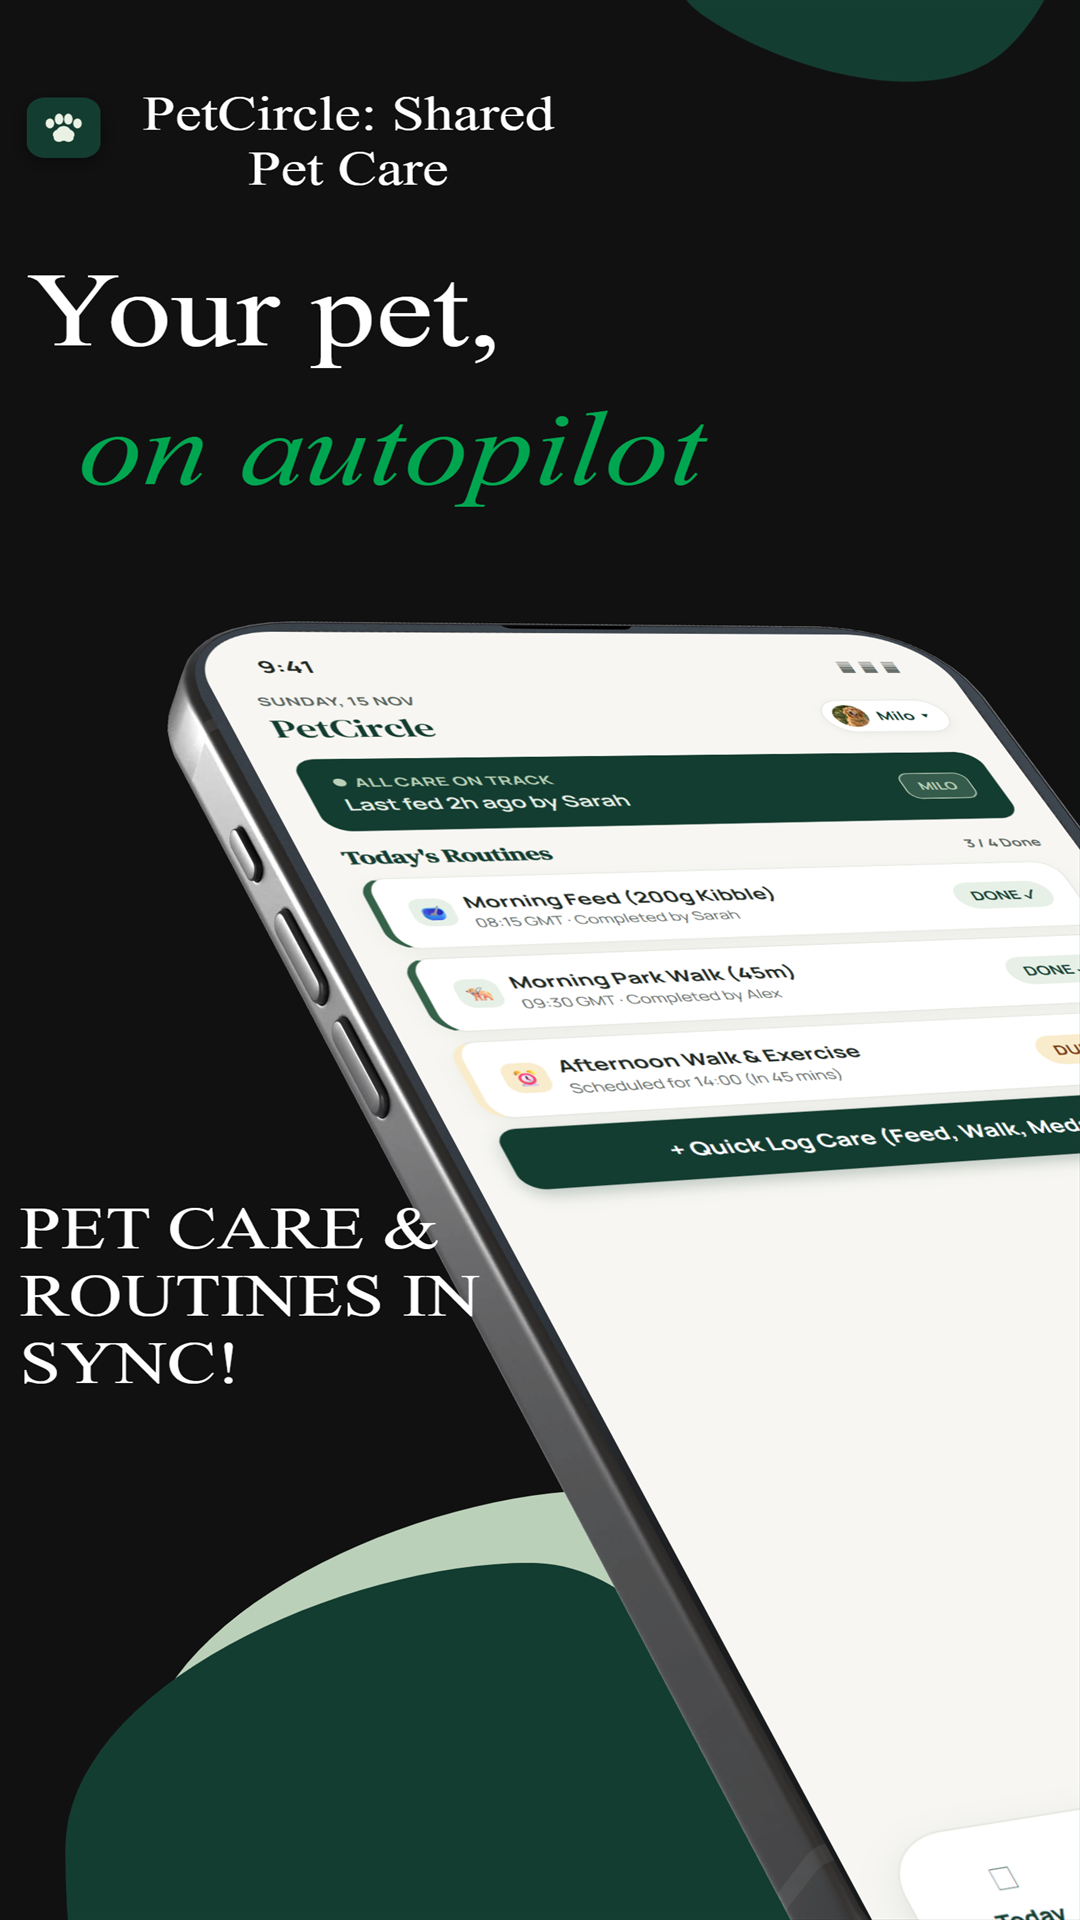 PetCircle: Shared
Pet Care
Your pet,
on autopilot
9:41
SUNDAY, 15 NOV
PetCircle
Milo
ALL CARE ON TRACK
Last fed 2h ago by Sarah
MILO
Today's Routines
3 / 4 Done
Morning Feed (200g Kibble)
08:15 GMT · Completed by Sarah
DONE ✓
Morning Park Walk (45m)
09:30 GMT · Completed by Alex
DONE
Afternoon Walk & Exercise
Scheduled for 14:00 (In 45 mins)
+ Quick Log Care (Feed, Walk, Med
PET CARE &
ROUTINES IN
SYNC!
Today